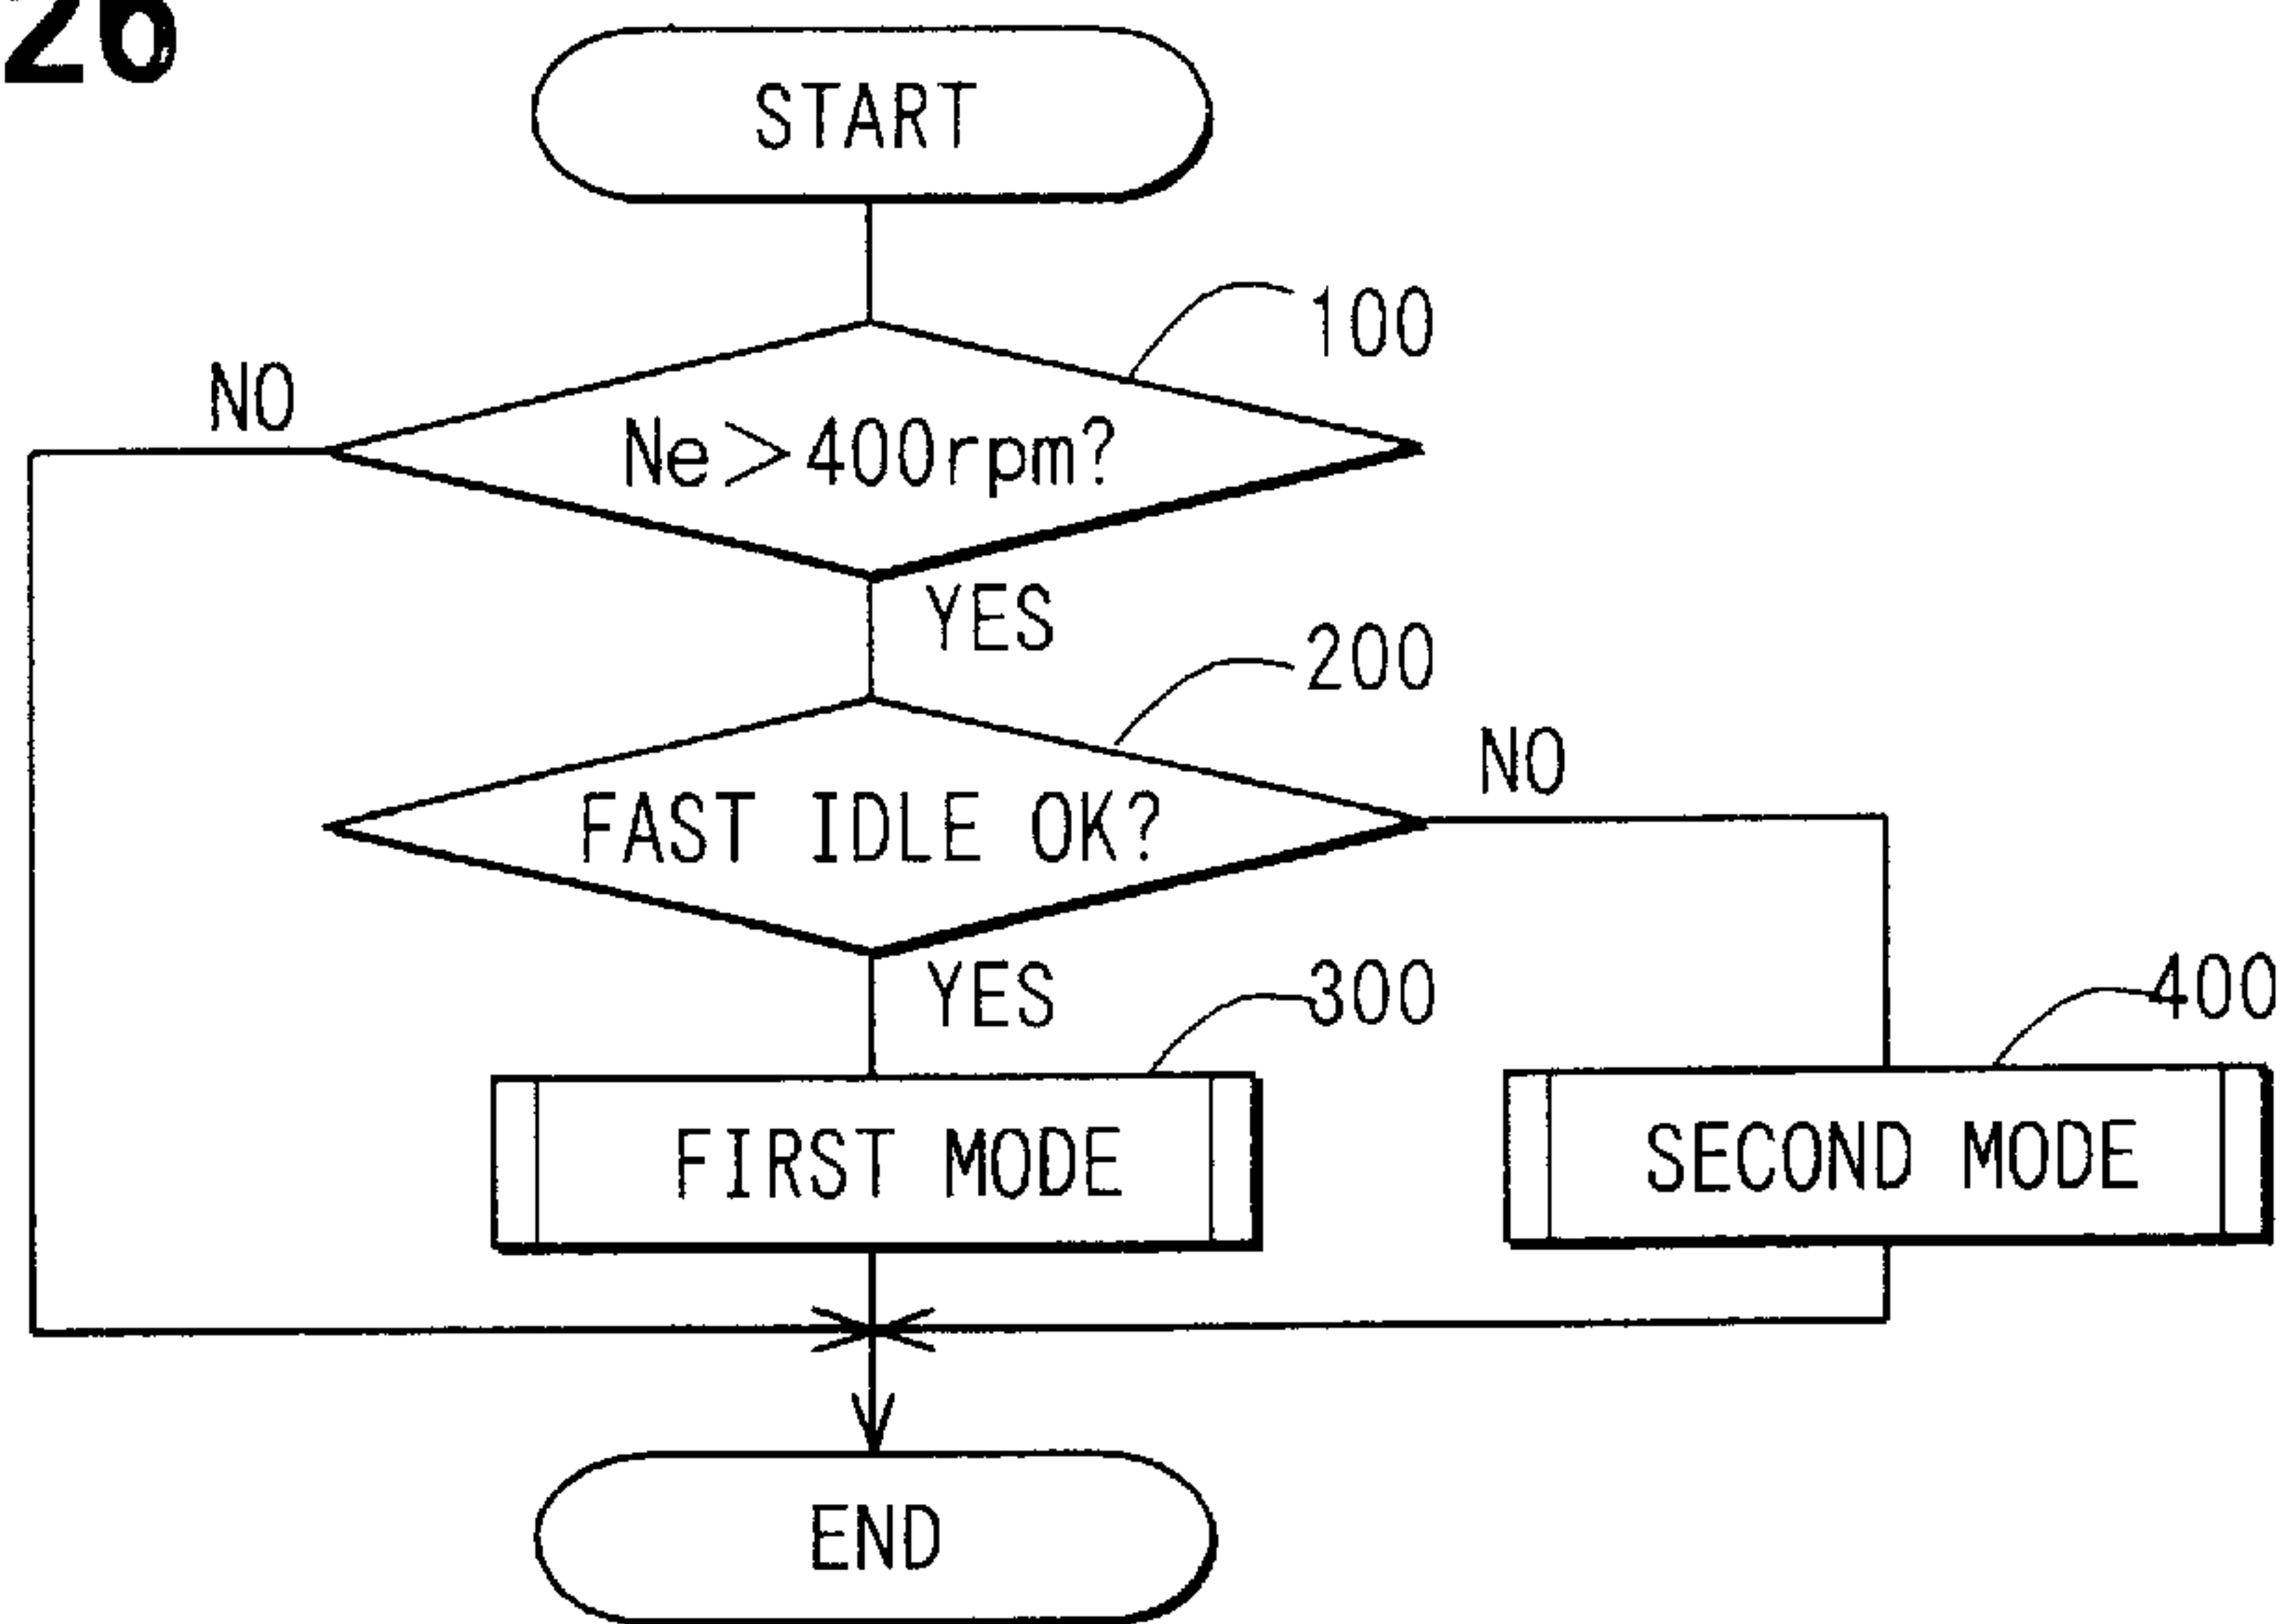 26
START
100
NO
Ne>400rpm?
YES
200
NO
FAST IDLE OK?
YES
300
400
FIRST MODE
SECOND MODE
END